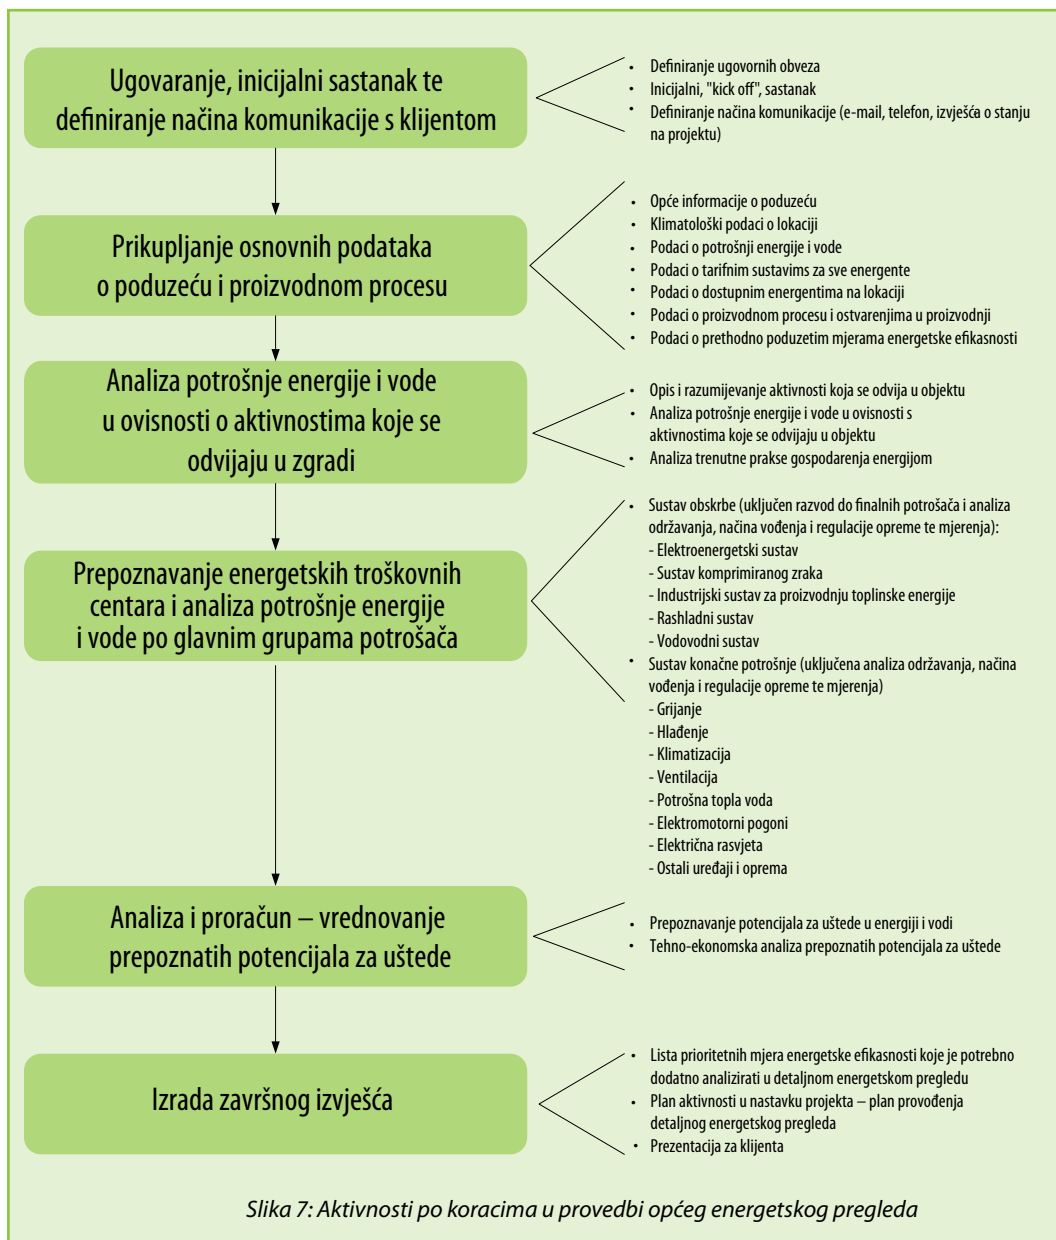 Ugovaranje, inicijalni sastanak te
definiranje načina komunikacije s klijentom
• Definiranje ugovornih obveza
• Inicijalni, "kick off", sastanak
• Definiranje načina komunikacije (e-mail, telefon, izvješća o stanju
na projektu)
Prikupljanje osnovnih podataka
o poduzeću i proizvodnom procesu
• Opće informacije o poduzeću
• Klimatološki podaci o lokaciji
• Podaci o potrošnji energije i vode
• Podaci o tarifnim sustavims za sve energente
• Podaci o dostupnim energentima na lokaciji
• Podaci o proizvodnom procesu i ostvarenjima u proizvodnji
• Podaci o prethodno poduzetim mjerama energetske efikasnosti
Analiza potrošnje energije i vode
u ovisnosti o aktivnostima koje se
odvijaju u zgradi
• Opis i razumijevanje aktivnosti koja se odvija u objektu
• Analiza potrošnje energije i vode u ovisnosti s
aktivnostima koje se odvijaju u objektu
• Analiza trenutne prakse gospodarenja energijom
Prepoznavanje energetskih troškovnih
centara i analiza potrošnje energije
i vode po glavnim grupama potrošača
• Sustav obskrbe (uključen razvod do finalnih potrošača i analiza
održavanja, načina vođenja i regulacije opreme te mjerenja):
- Elektroenergetski sustav
- Sustav komprimiranog zraka
- Industrijski sustav za proizvodnju toplinske energije
- Rashladni sustav
- Vodovodni sustav
• Sustav konačne potrošnje (uključena analiza održavanja, načina
vođenja i regulacije opreme te mjerenja)
- Grijanje
- Hlađenje
- Klimatizacija
- Ventilacija
- Potrošna topla voda
- Elektromotorni pogoni
- Električna rasvjeta
- Ostali uređaji i oprema
Analiza i proračun – vrednovanje
prepoznatih potencijala za uštede
• Prepoznavanje potencijala za uštede u energiji i vodi
• Tehno-ekonomska analiza prepoznatih potencijala za uštede
Izrada završnog izvješća
• Lista prioritetnih mjera energetske efikasnosti koje je potrebno
dodatno analizirati u detaljnom energetskom pregledu
• Plan aktivnosti u nastavku projekta – plan provođenja
detaljnog energetskog pregleda
• Prezentacija za klijenta
Slika 7: Aktivnosti po koracima u provedbi općeg energetskog pregleda